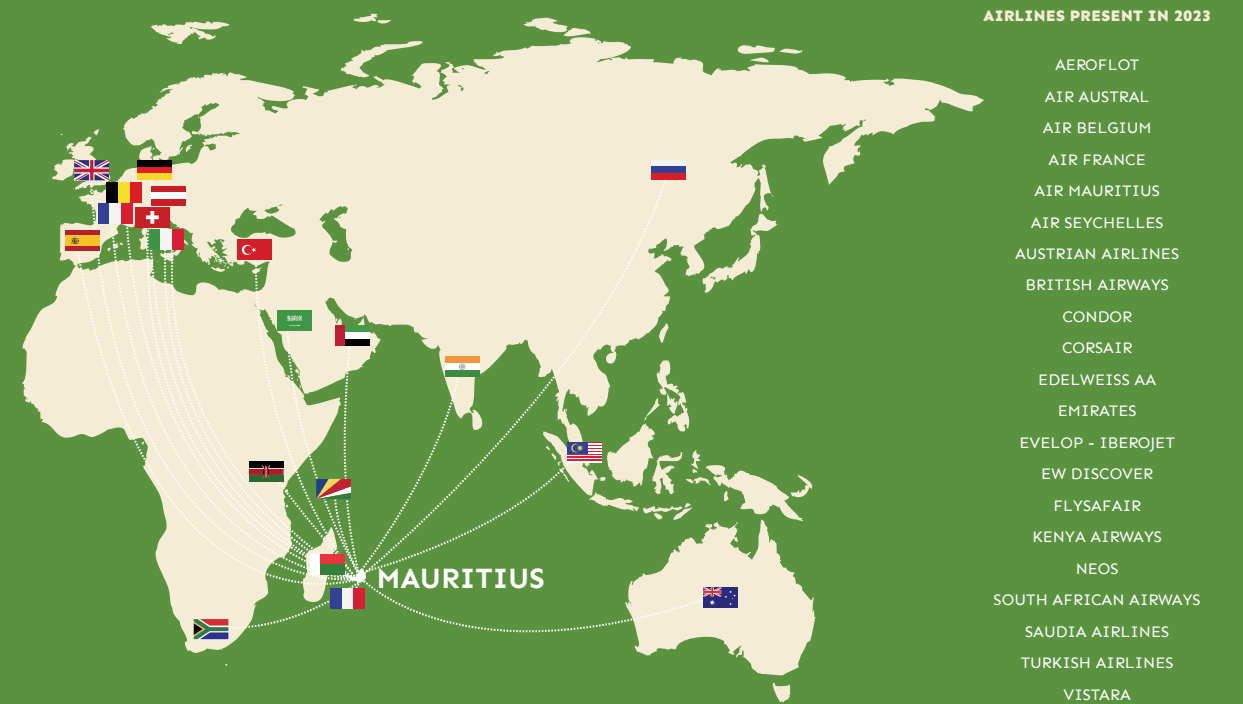 AIRLINES PRESENT IN 2023
AEROFLOT
AIR AUSTRAL
AIR BELGIUM
AIR FRANCE
AIR MAURITIUS
AIR SEYCHELLES
AUSTRIAN AIRLINES
BRITISH AIRWAYS
CONDOR
CORSAIR
EDELWEISS AA
EMIRATES
EVELOP - IBEROJET
EW DISCOVER
FLYSAFAIR
KENYA AIRWAYS
NEOS
SOUTH AFRICAN AIRWAYS
SAUDIA AIRLINES
TURKISH AIRLINES
VISTARA
MAURITIUS